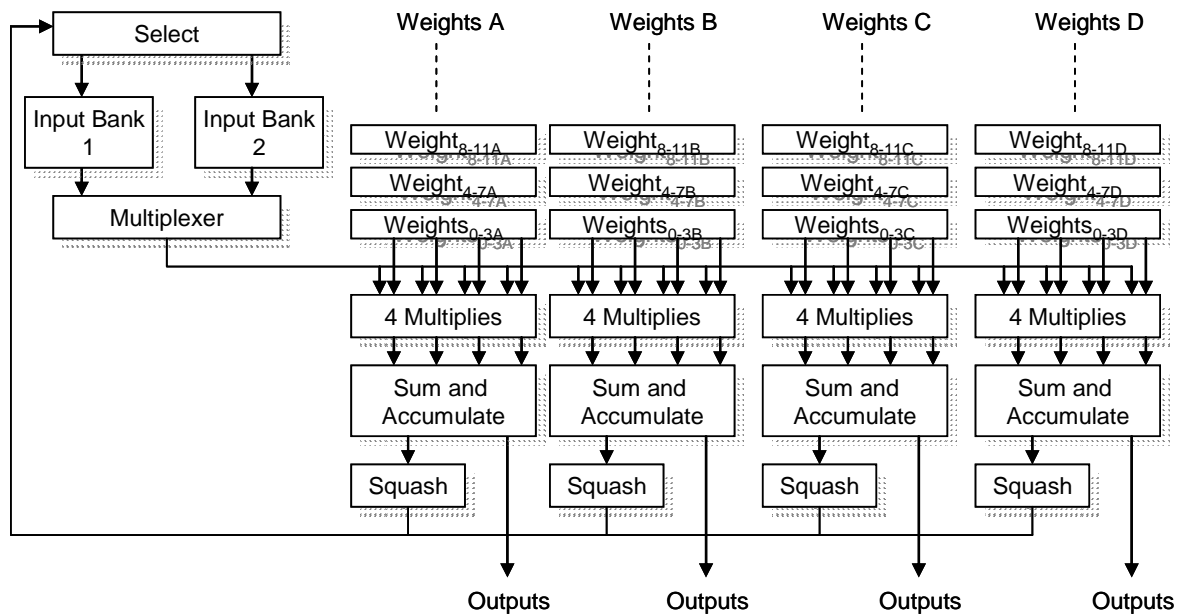 Select
Weights A
Weights B
Weights C
Weights D
Input Bank
1
Input Bank
2
Multiplexer
Weight8-11A
Weight8-11B
Weight8-11C
Weight8-11D
Weight4-7A
Weight4-7B
Weight4-7C
Weight4-7D
Weights0-3A
Weights0-3B
Weights0-3C
Weights0-3D
4 Multiplies
4 Multiplies
4 Multiplies
4 Multiplies
Sum and
Accumulate
Sum and
Accumulate
Sum and
Accumulate
Sum and
Accumulate
Squash
Squash
Squash
Squash
Outputs
Outputs
Outputs
Outputs